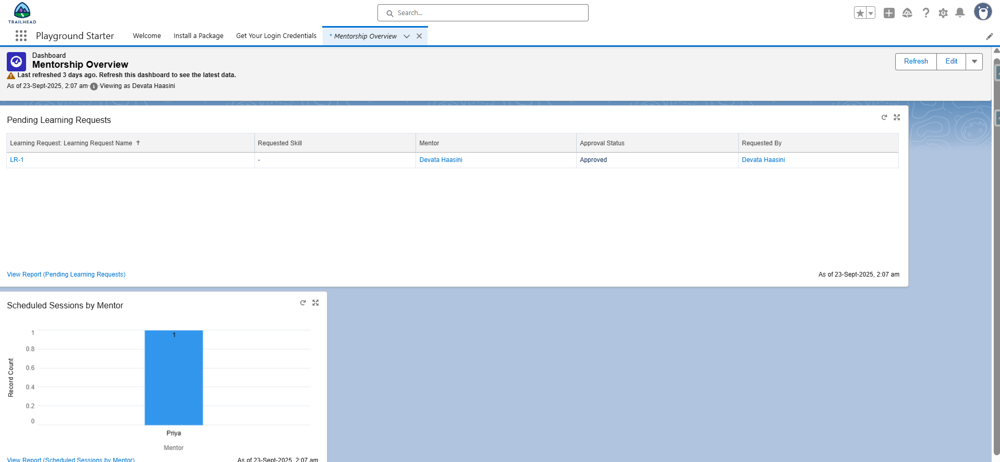 TRAILHEAD
Search...
Playground Starter
Welcome
Install a Package
Get Your Login Credentials
* Mentorship Overview
Dashboard
Mentorship Overview
Last refreshed 3 days ago. Refresh this dashboard to see the latest data.
As of 23-Sept-2025, 2:07 am·Viewing as Devata Haasini
Refresh
Edit
Pending Learning Requests
Learning Request: Learning Request Name ↑ Requested Skill Mentor Approval Status Requested By
LR-1 - Devata Haasini Approved Devata Haasini
View Report (Pending Learning Requests)
As of 23-Sept-2025, 2:07 am
Scheduled Sessions by Mentor
Record Count
1
0.8
0.6
0.4
0.2
0
1
Priya
Mentor
View Report (Scheduled Sessions by Mentor)
As of 23-Sept-2025, 2:07 am